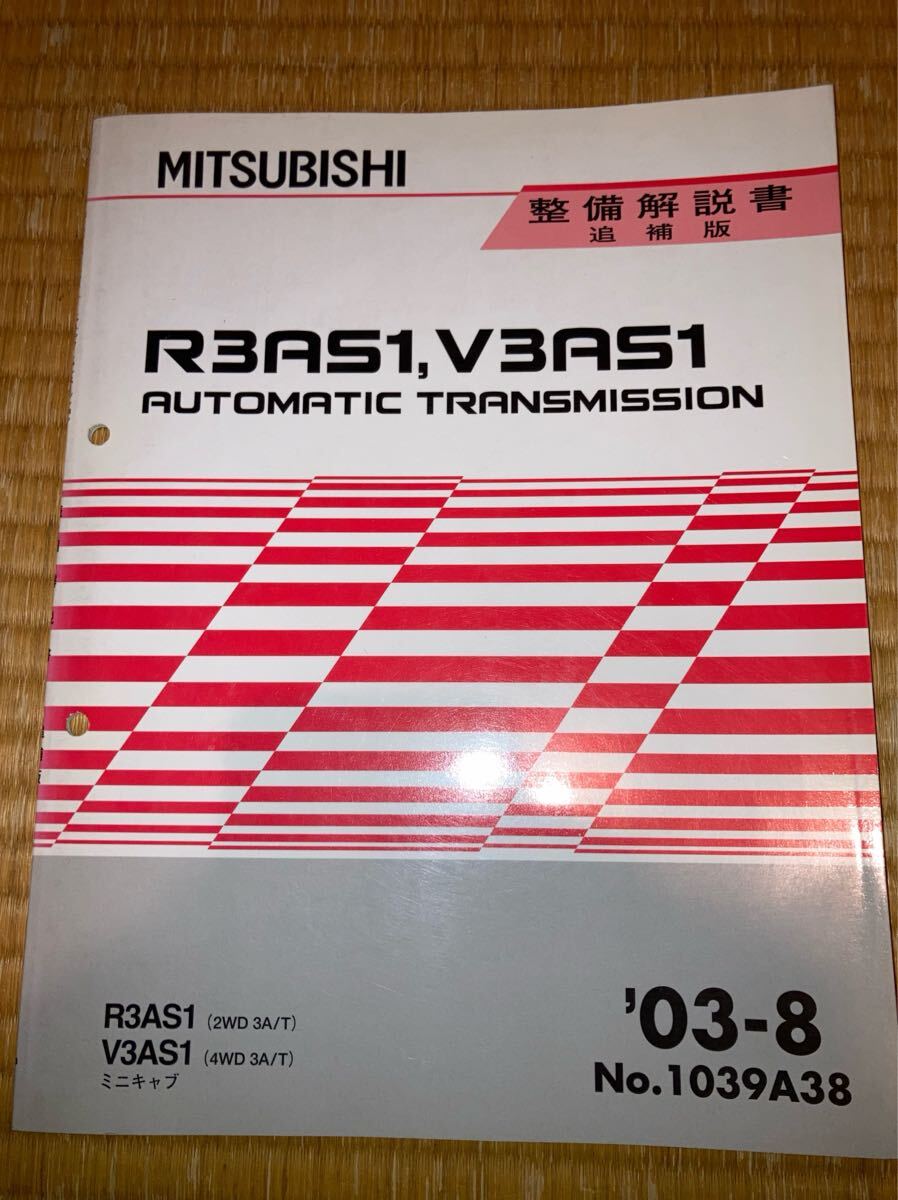 MITSUBISHI
整備解説書
追補版
R3AS1,V3AS1
AUTOMATIC TRANSMISSION
R3AS1 (2WD 3A/T)
V3AS1 (4WD 3A/T)
ミニキャブ
'03-8
No.1039A38